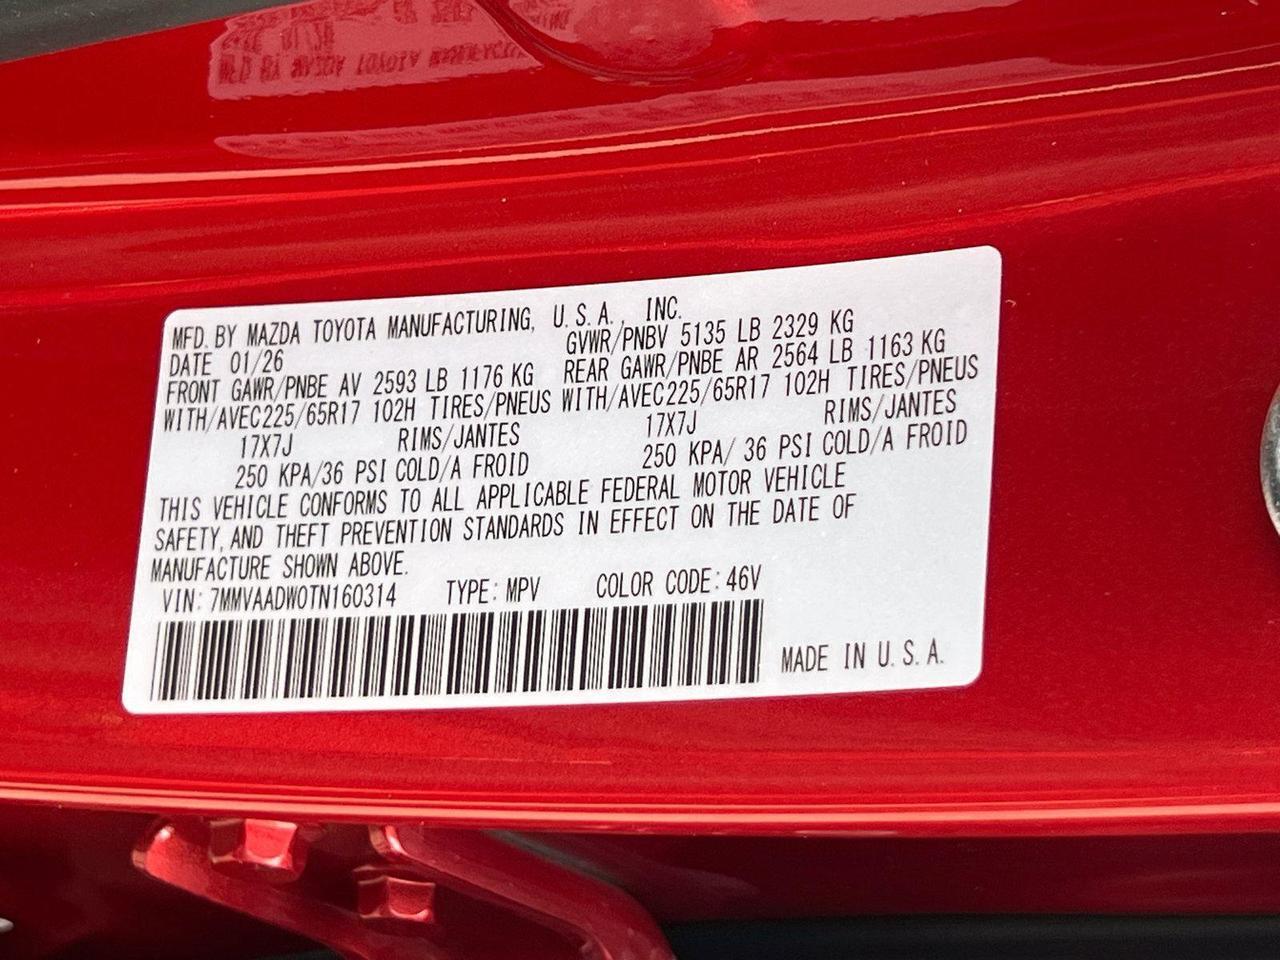 MFD. BY MAZDA TOYOTA MANUFACTURING, U.S.A., INC.
DATE 01/26 GVWR/PNBV 5135 LB 2329 KG
FRONT GAWR/PNBE AV 2593 LB 1176 KG REAR GAWR/PNBE AR 2564 LB 1163 KG
WITH/AVEC225/65R17 102H TIRES/PNEUS WITH/AVEC225/65R17 102H TIRES/PNEUS
17X7J RIMS/JANTES 17X7J RIMS/JANTES
250 KPA/36 PSI COLD/A FROID 250 KPA/ 36 PSI COLD/A FROID
THIS VEHICLE CONFORMS TO ALL APPLICABLE FEDERAL MOTOR VEHICLE
SAFETY, AND THEFT PREVENTION STANDARDS IN EFFECT ON THE DATE OF
MANUFACTURE SHOWN ABOVE.
VIN: 7MMVAADW0TN160314 TYPE: MPV COLOR CODE: 46V
MADE IN U.S.A.